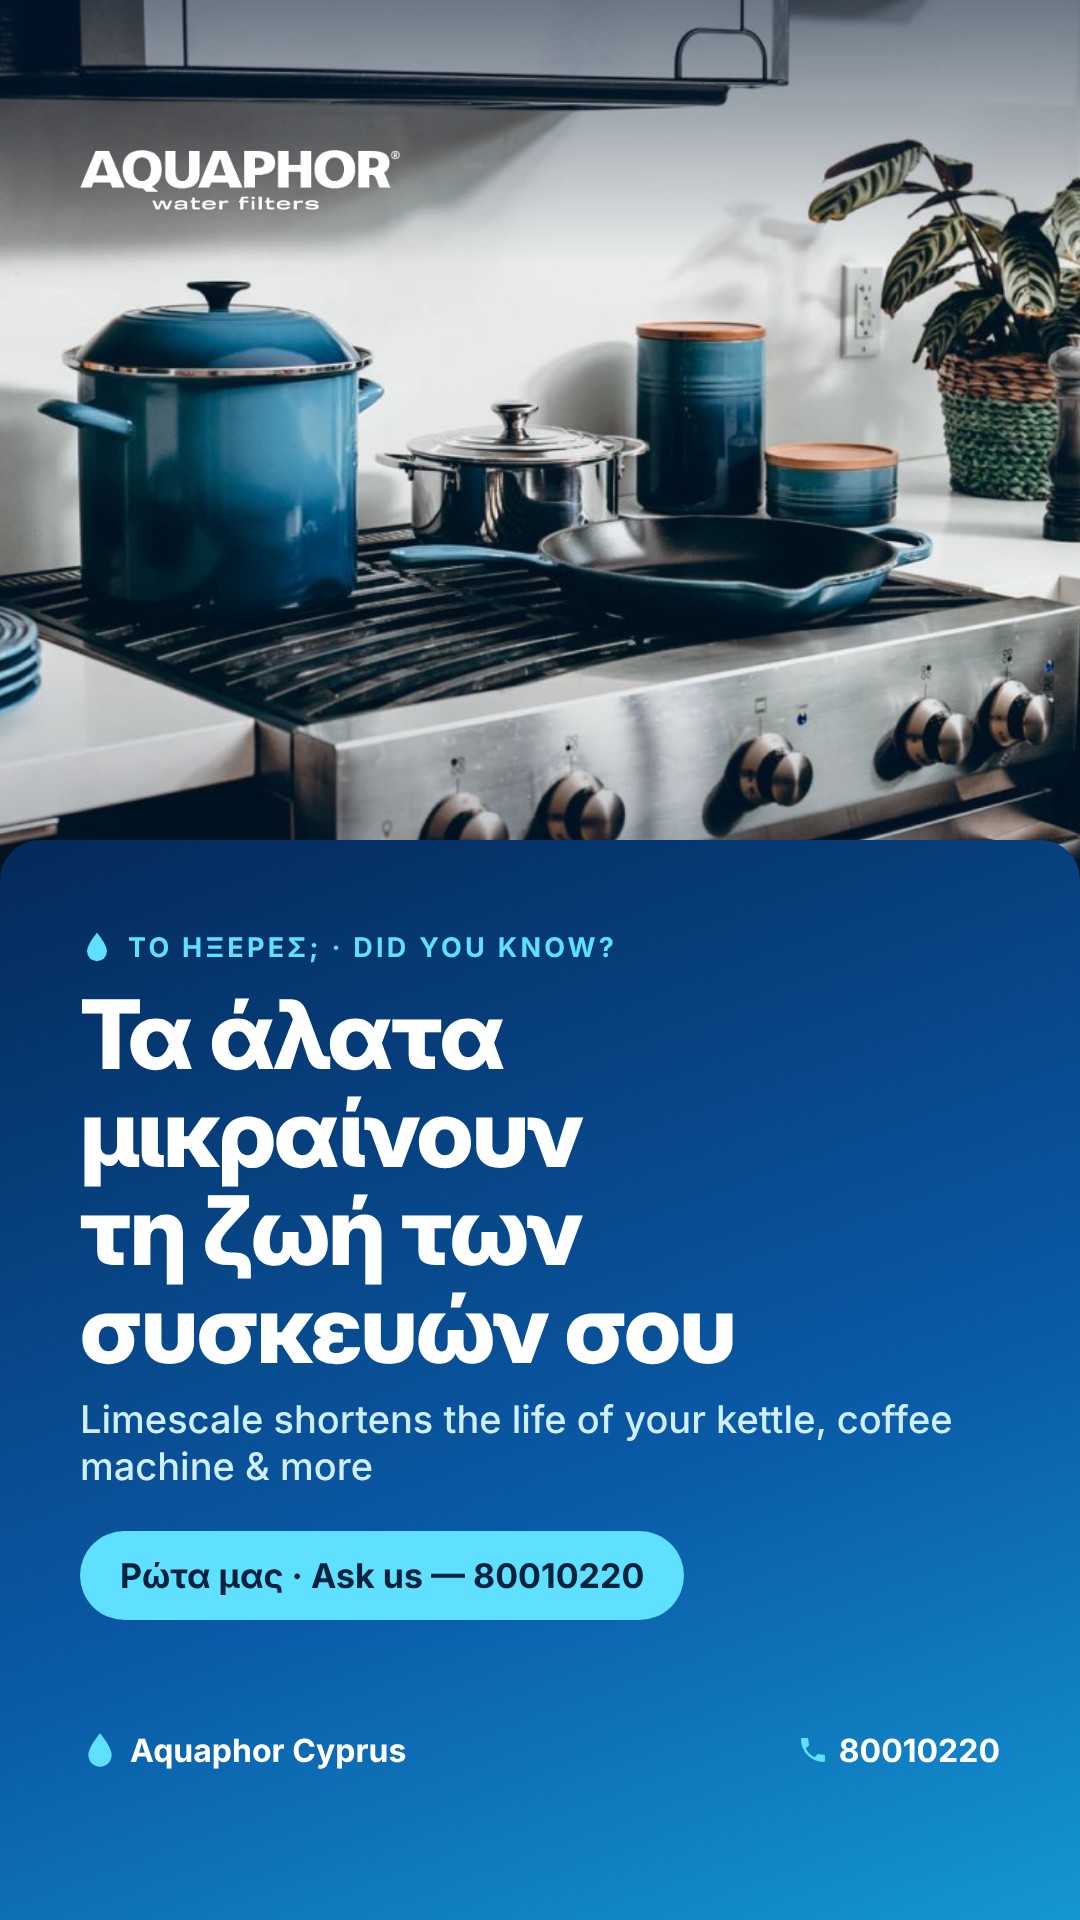 AQUAPHOR®
water filters
ΤΟ ΗΞΕΡΕΣ; · DID YOU KNOW?
Τα άλατα
μικραίνουν
τη ζωή των
συσκευών σου
Limescale shortens the life of your kettle, coffee
machine & more
Ρώτα μας · Ask us — 80010220
Aquaphor Cyprus
80010220